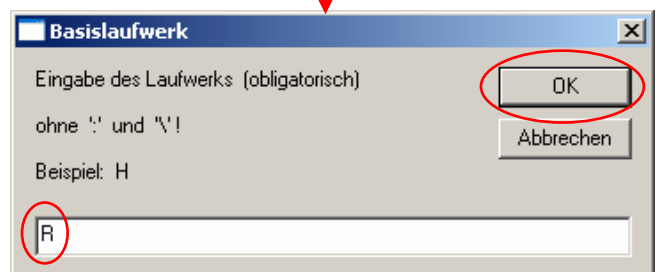 Basislaufwerk
Eingabe des Laufwerks (obligatorisch)
OK
ohne ':' und '\' !
Abbrechen
Beispiel: H
R